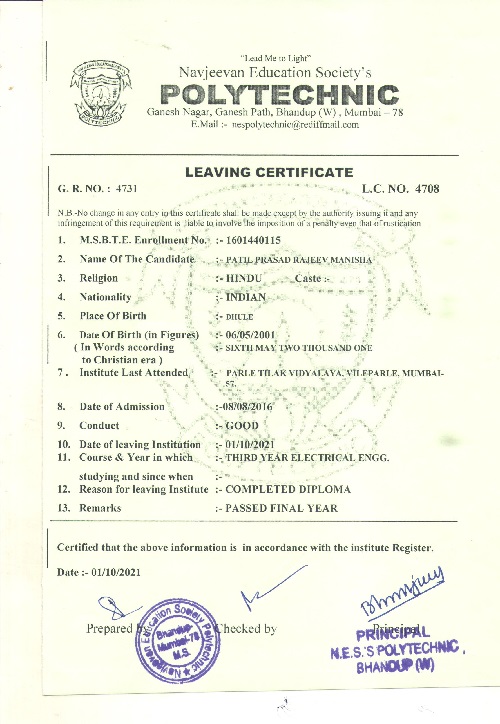 "Lead Me to Light"
Navjeevan Education Society's
POLYTECHNIC
Ganesh Nagar, Ganesh Path, Bhandup (W) , Mumbai – 78
E.Mail :- nespolytechnic@rediffmail.com
LEAVING CERTIFICATE
G. R. NO. : 4731 L.C. NO. 4708
N.B -No change in any entry in this certificate shall be made except by the authority issuing it and any
infringement of this requirement is liable to involve the imposition of a penalty even that of rustication
1. M.S.B.T.E. Enrollment No. :- 1601440115
2. Name Of The Candidate :- PATIL PRASAD RAJEEV MANISHA
3. Religion :- HINDU Caste :-
4. Nationality :- INDIAN
5. Place Of Birth :- DHULE
6. Date Of Birth (in Figures) :- 06/05/2001
( In Words according :- SIXTH MAY TWO THOUSAND ONE
to Christian era )
7 . Institute Last Attended :- PARLE TILAK VIDYALAYA, VILEPARLE, MUMBAI-
57.
8. Date of Admission :-08/08/2016
9. Conduct :- GOOD
10. Date of leaving Institution :- 01/10/2021
11. Course & Year in which :- THIRD YEAR ELECTRICAL ENGG.
studying and since when :-
12. Reason for leaving Institute :- COMPLETED DIPLOMA
13. Remarks :- PASSED FINAL YEAR
Certified that the above information is in accordance with the institute Register.
Date :- 01/10/2021
Prepared by Checked by Principal
Navjeevan Education Society Polytechnic
Bhandup
Mumbai-78
M.S.
PRINCIPAL
N.E.S.'S POLYTECHNIC,
BHANDUP (W)